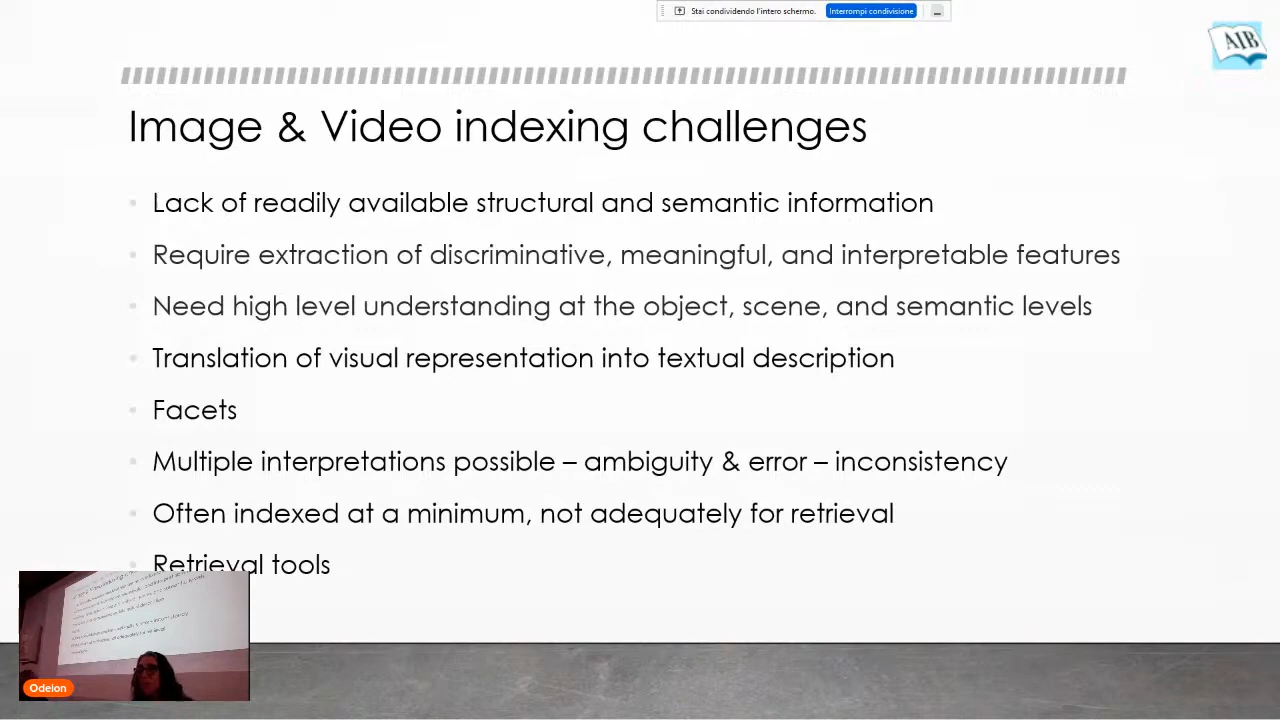 Stai condividendo l'intero schermo. Interrompi condivisione
AIB
Image & Video indexing challenges
Lack of readily available structural and semantic information
Require extraction of discriminative, meaningful, and interpretable features
Need high level understanding at the object, scene, and semantic levels
Translation of visual representation into textual description
Facets
Multiple interpretations possible – ambiguity & error – inconsistency
Often indexed at a minimum, not adequately for retrieval
Retrieval tools
Odeion